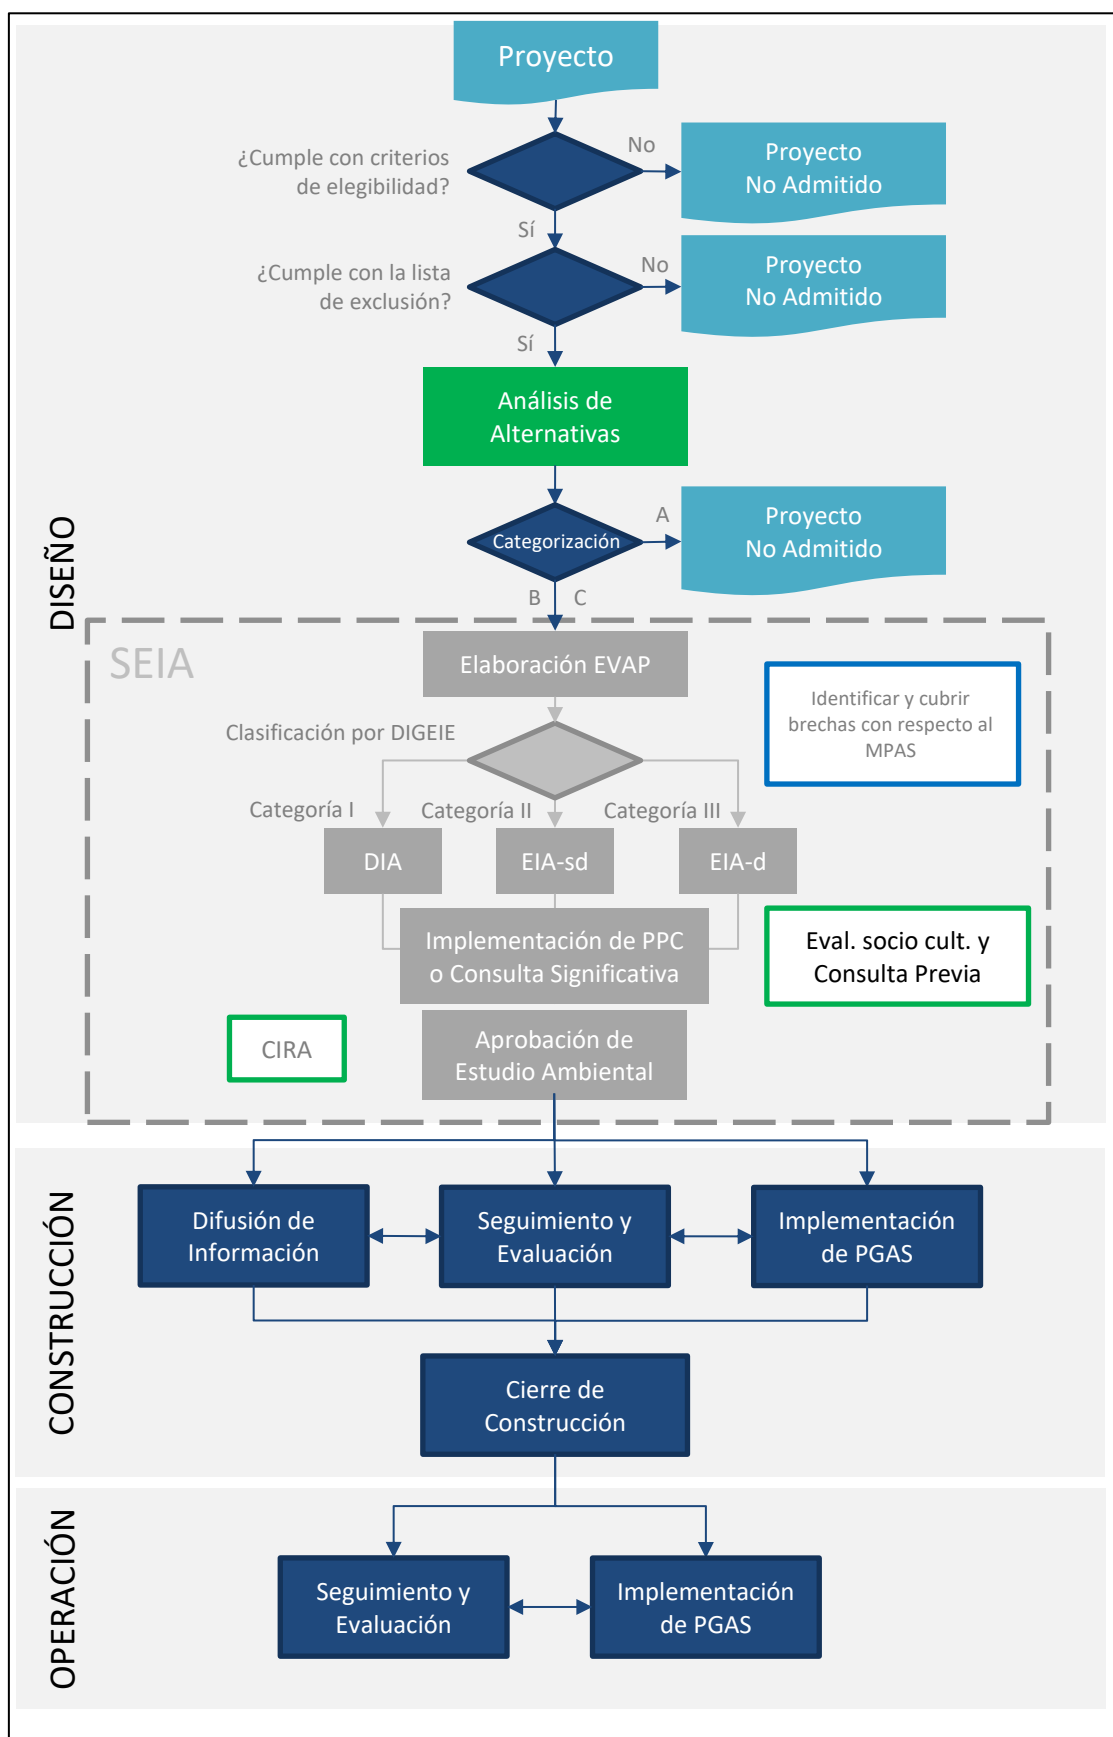 Proyecto
¿Cumple con criterios
de elegibilidad?
No
Proyecto
No Admitido
Sí
¿Cumple con la lista
de exclusión?
No
Proyecto
No Admitido
Sí
Análisis de
Alternativas
Categorización
A
Proyecto
No Admitido
B
C
DISEÑO
SEIA
Elaboración EVAP
Identificar y cubrir
brechas con respecto al
MPAS
Clasificación por DIGEIE
Categoría I
Categoría II
Categoría III
DIA
EIA-sd
EIA-d
Implementación de PPC
o Consulta Significativa
Eval. socio cult. y
Consulta Previa
CIRA
Aprobación de
Estudio Ambiental
CONSTRUCCIÓN
Difusión de
Información
Seguimiento y
Evaluación
Implementación
de PGAS
Cierre de
Construcción
OPERACIÓN
Seguimiento y
Evaluación
Implementación
de PGAS